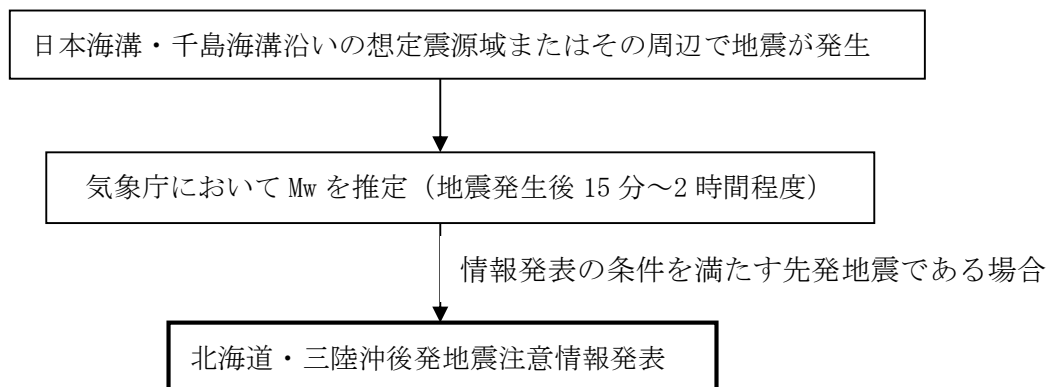 日本海溝・千島海溝沿いの想定震源域またはその周辺で地震が発生
気象庁において Mw を推定（地震発生後 15 分～2 時間程度）
情報発表の条件を満たす先発地震である場合
北海道・三陸沖後発地震注意情報発表